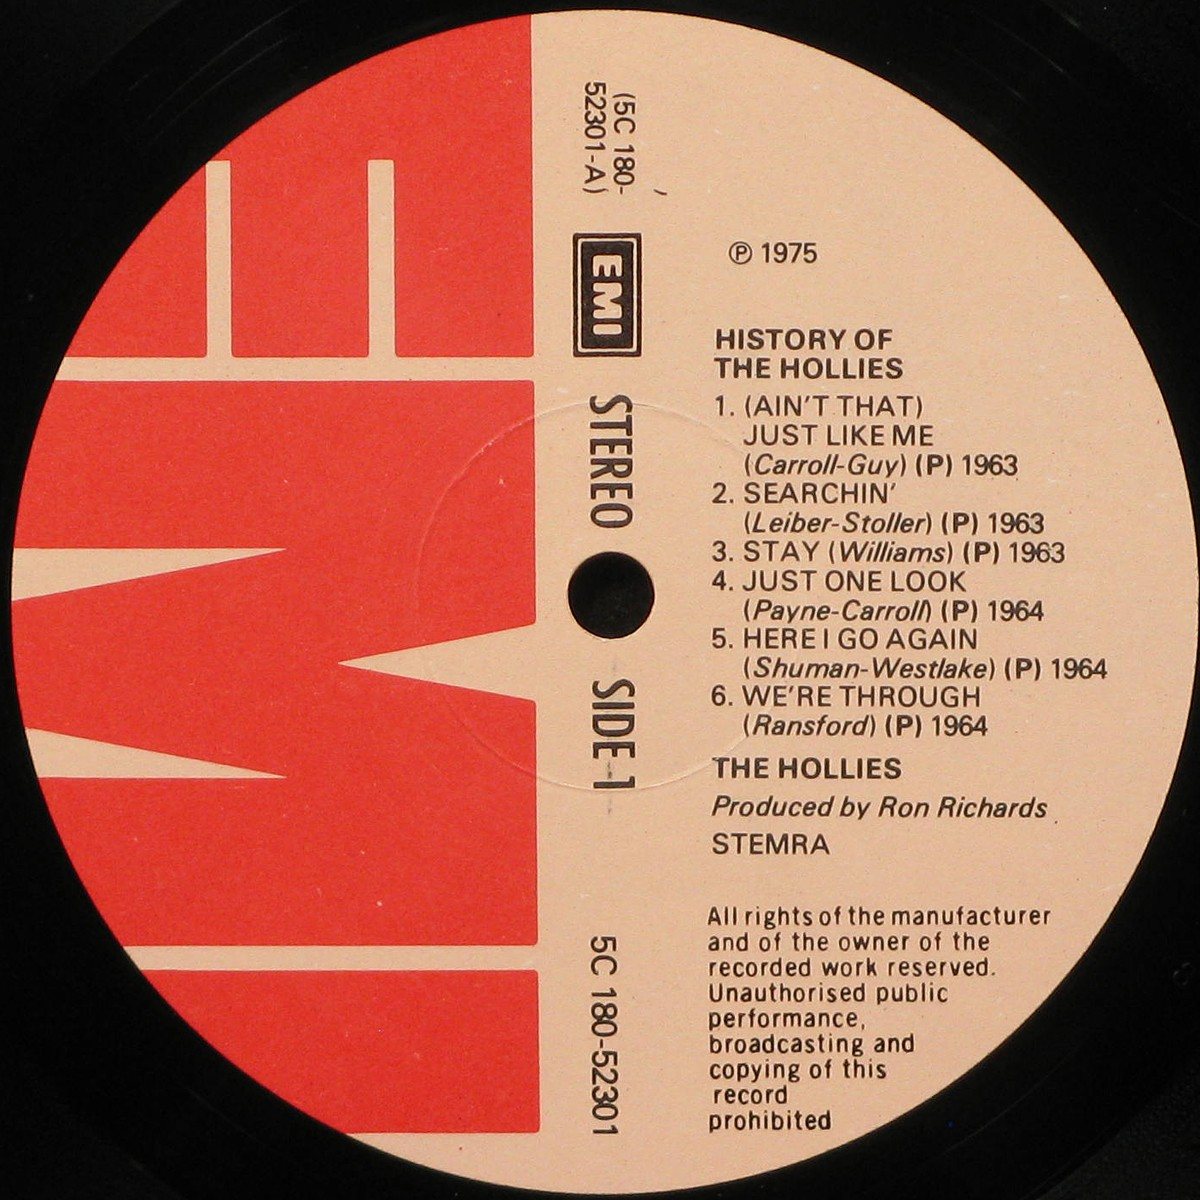 (5C 180-
52301-A)
EMI
STEREO
SIDE-1
5C 180-52301
Ⓟ 1975
HISTORY OF
THE HOLLIES
1. (AIN'T THAT)
JUST LIKE ME
(Carroll-Guy) (P) 1963
2. SEARCHIN'
(Leiber-Stoller) (P) 1963
3. STAY (Williams) (P) 1963
4. JUST ONE LOOK
(Payne-Carroll) (P) 1964
5. HERE I GO AGAIN
(Shuman-Westlake) (P) 1964
6. WE'RE THROUGH
(Ransford) (P) 1964
THE HOLLIES
Produced by Ron Richards
STEMRA
All rights of the manufacturer
and of the owner of the
recorded work reserved.
Unauthorised public
performance,
broadcasting and
copying of this
record
prohibited
EMI